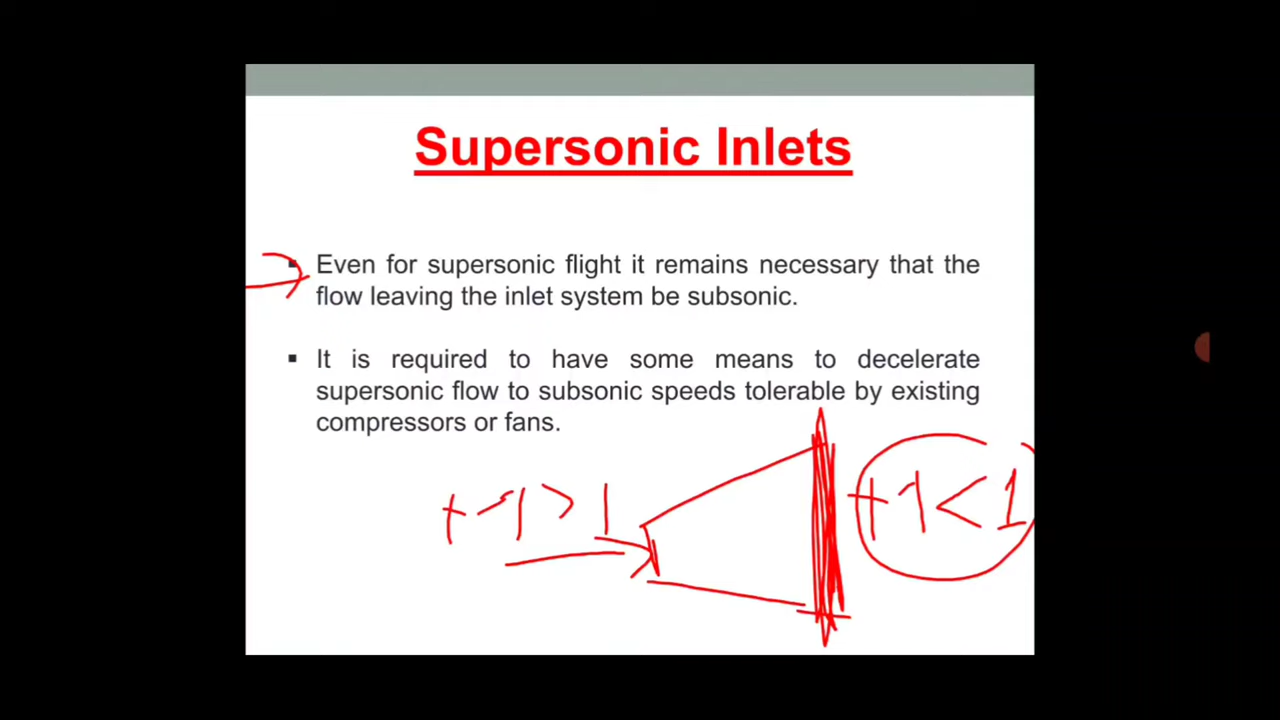 Supersonic Inlets
▪ Even for supersonic flight it remains necessary that the
flow leaving the inlet system be subsonic.
▪ It is required to have some means to decelerate
supersonic flow to subsonic speeds tolerable by existing
compressors or fans.
> 1
< 1